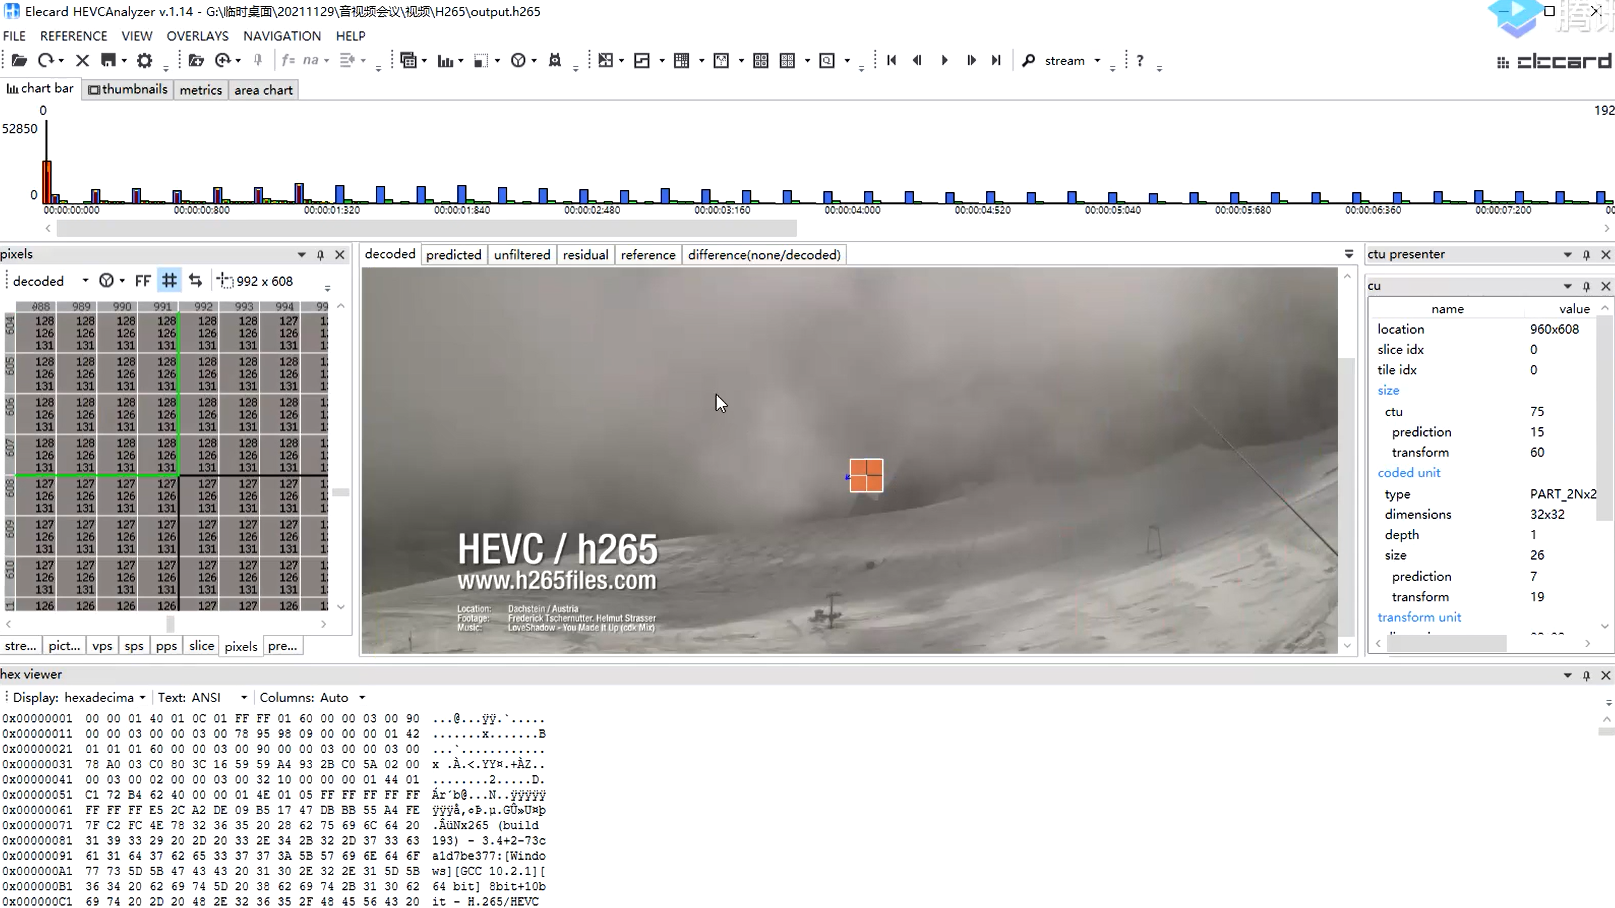 Elecard HEVCAnalyzer v.1.14 - G:\临时桌面\20211129\音视频会议\视频\H265\output.h265
FILE REFERENCE VIEW OVERLAYS NAVIGATION HELP
f= na stream ? elecard
chart bar thumbnails metrics area chart
0 192
52850
0
00:00:00:000 00:00:00:800 00:00:01:320 00:00:01:840 00:00:02:480 00:00:03:160 00:00:04:000 00:00:04:520 00:00:05:040 00:00:05:680 00:00:06:360 00:00:07:200
pixels
decoded FF 992 x 608
988 989 990 991 992 993 994
604 128 128 128 128 128 128 127
126 126 126 126 126 126 126
131 131 131 131 131 131 131
605 128 128 128 128 128 128 128
126 126 126 126 126 126 126
131 131 131 131 131 131 131
606 128 128 128 128 128 128 128
126 126 126 126 126 126 126
131 131 131 131 131 131 131
607 128 128 128 128 128 128 128
126 126 126 126 126 126 126
131 131 131 131 131 131 131
608 127 127 127 127 127 127 127
126 126 126 126 126 126 126
131 131 131 131 131 131 131
609 127 127 127 127 127 127 127
126 126 126 126 126 126 126
131 131 131 131 131 131 131
610 127 127 127 127 127 127 127
126 126 126 126 126 126 126
131 131 131 131 131 131 131
126 126 126 126 127 127 126
stre... pict... vps sps pps slice pixels pre...
decoded predicted unfiltered residual reference difference(none/decoded)
HEVC / h265
www.h265files.com
Location: Dachstein / Austria
Footage: Frederick Tschernutter, Helmut Strasser
Music: LoveShadow - You Made It Up (cdk Mix)
ctu presenter
cu
name value
location 960x608
slice idx 0
tile idx 0
size
ctu 75
prediction 15
transform 60
coded unit
type PART_2Nx2
dimensions 32x32
depth 1
size 26
prediction 7
transform 19
transform unit
hex viewer
Display: hexadecima Text: ANSI Columns: Auto
0x00000001 00 00 01 40 01 0C 01 FF FF 01 60 00 00 03 00 90 ...@...ÿÿ.`.....
0x00000011 00 00 03 00 00 03 00 78 95 98 09 00 00 00 01 42 .......x.......B
0x00000021 01 01 01 60 00 00 03 00 90 00 00 03 00 00 03 00 ...`............
0x00000031 78 A0 03 C0 80 3C 16 59 59 A4 93 2B C0 5A 02 00 x .À.<.YY¤.+ÀZ..
0x00000041 00 03 00 02 00 00 03 00 32 10 00 00 00 01 44 01 ........2.....D.
0x00000051 C1 72 B4 62 40 00 00 01 4E 01 05 FF FF FF FF FF Ár´b@...N..ÿÿÿÿÿ
0x00000061 FF FF FF E5 2C A2 DE 09 B5 17 47 DB BB 55 A4 FE ÿÿÿå,¢Þ.µ.GÛ»U¤þ
0x00000071 7F C2 FC 4E 78 32 36 35 20 28 62 75 69 6C 64 20 .ÂüNx265 (build
0x00000081 31 39 33 29 20 2D 20 33 2E 34 2B 32 2D 37 33 63 193) - 3.4+2-73c
0x00000091 61 31 64 37 62 65 33 37 37 3A 5B 57 69 6E 64 6F a1d7be377:[Windo
0x000000A1 77 73 5D 5B 47 43 43 20 31 30 2E 32 2E 31 5D 5B ws][GCC 10.2.1][
0x000000B1 36 34 20 62 69 74 5D 20 38 62 69 74 2B 31 30 62 64 bit] 8bit+10b
0x000000C1 69 74 20 2D 20 48 2E 32 36 35 2F 48 45 56 43 20 it - H.265/HEVC